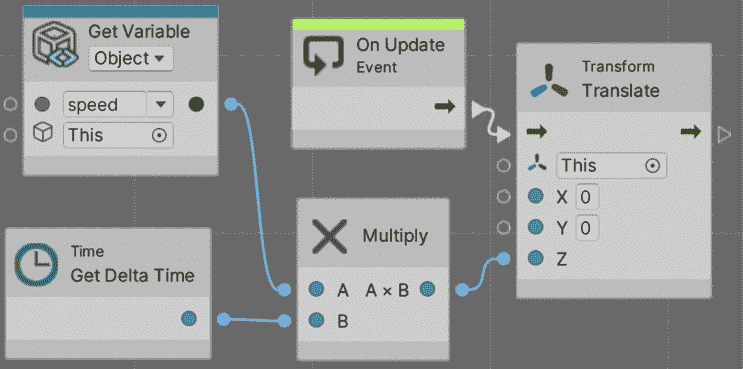 Get Variable
Object
speed
This
On Update
Event
Transform
Translate
This
X 0
Y 0
Z
Time
Get Delta Time
Multiply
A A × B
B